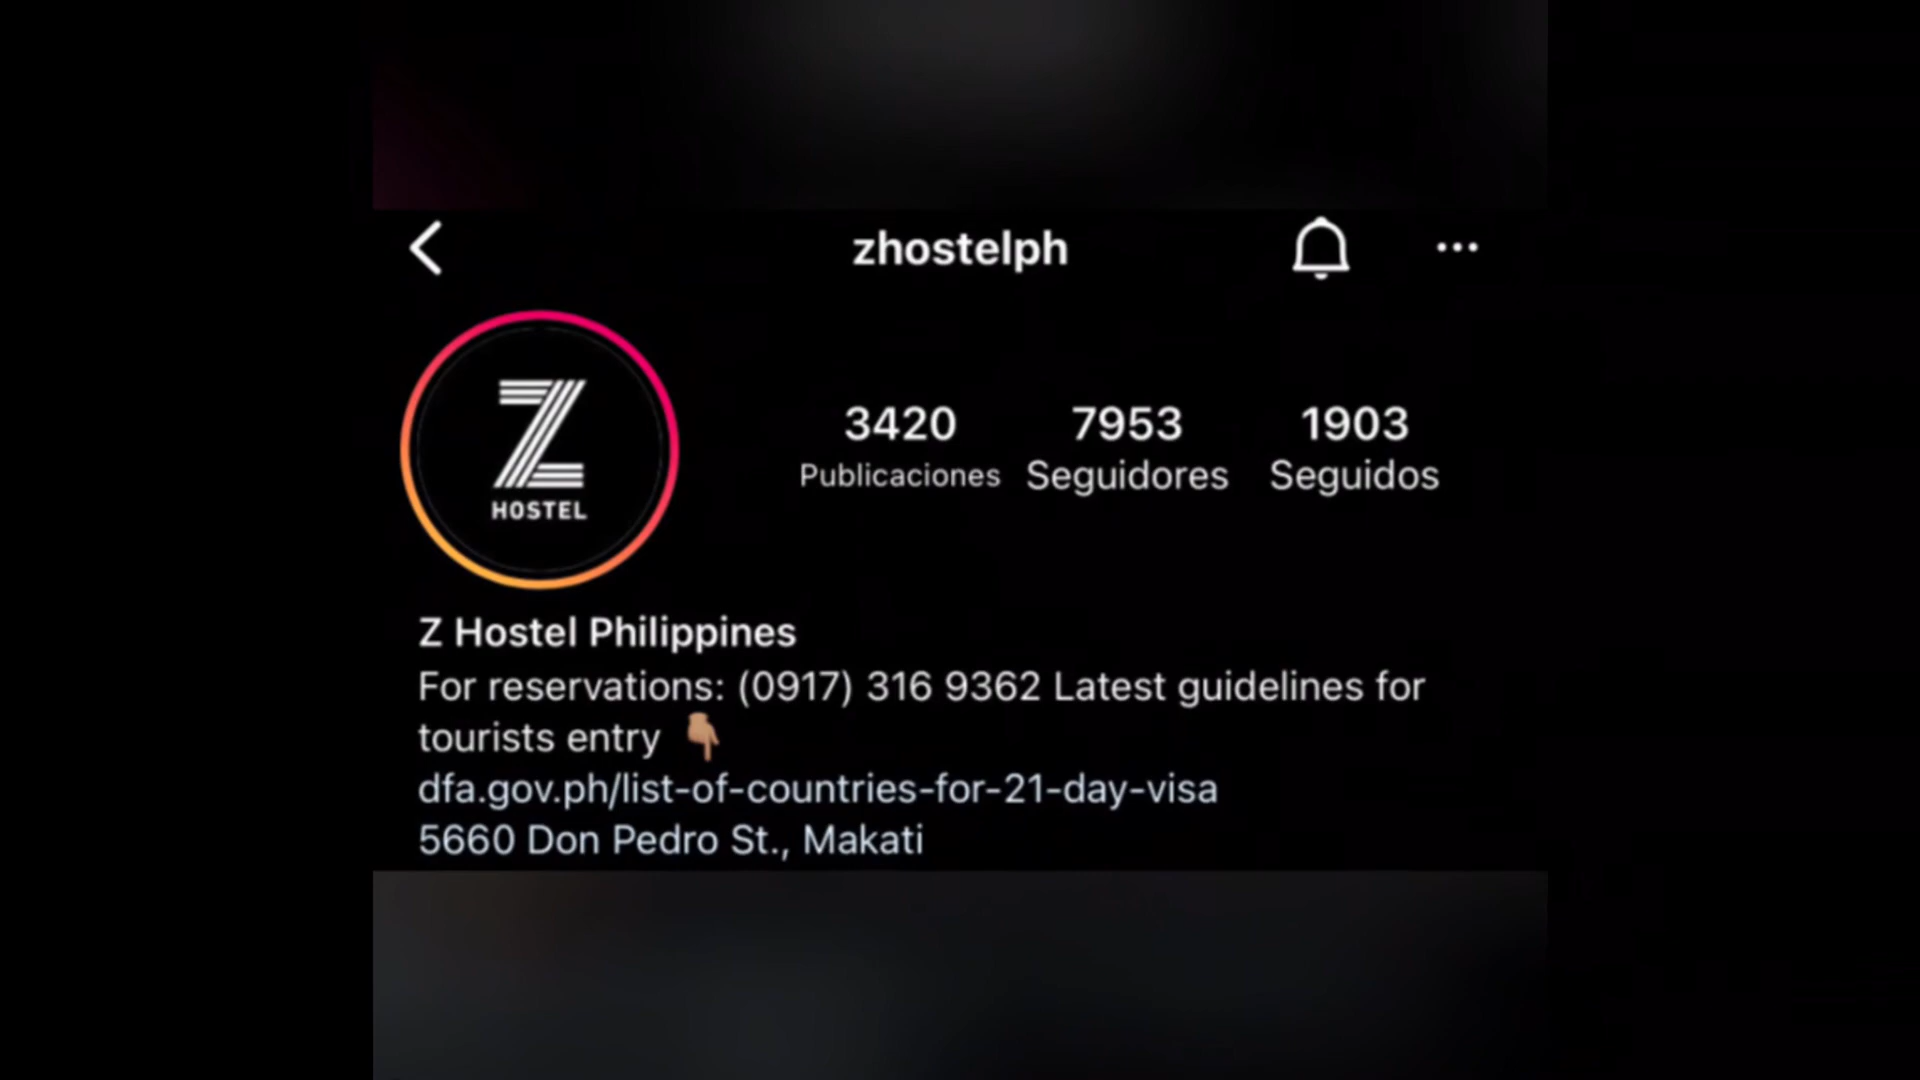 zhostelph
Z
HOSTEL
3420 7953 1903
Publicaciones Seguidores Seguidos
Z Hostel Philippines
For reservations: (0917) 316 9362 Latest guidelines for
tourists entry 👇🏽
dfa.gov.ph/list-of-countries-for-21-day-visa
5660 Don Pedro St., Makati